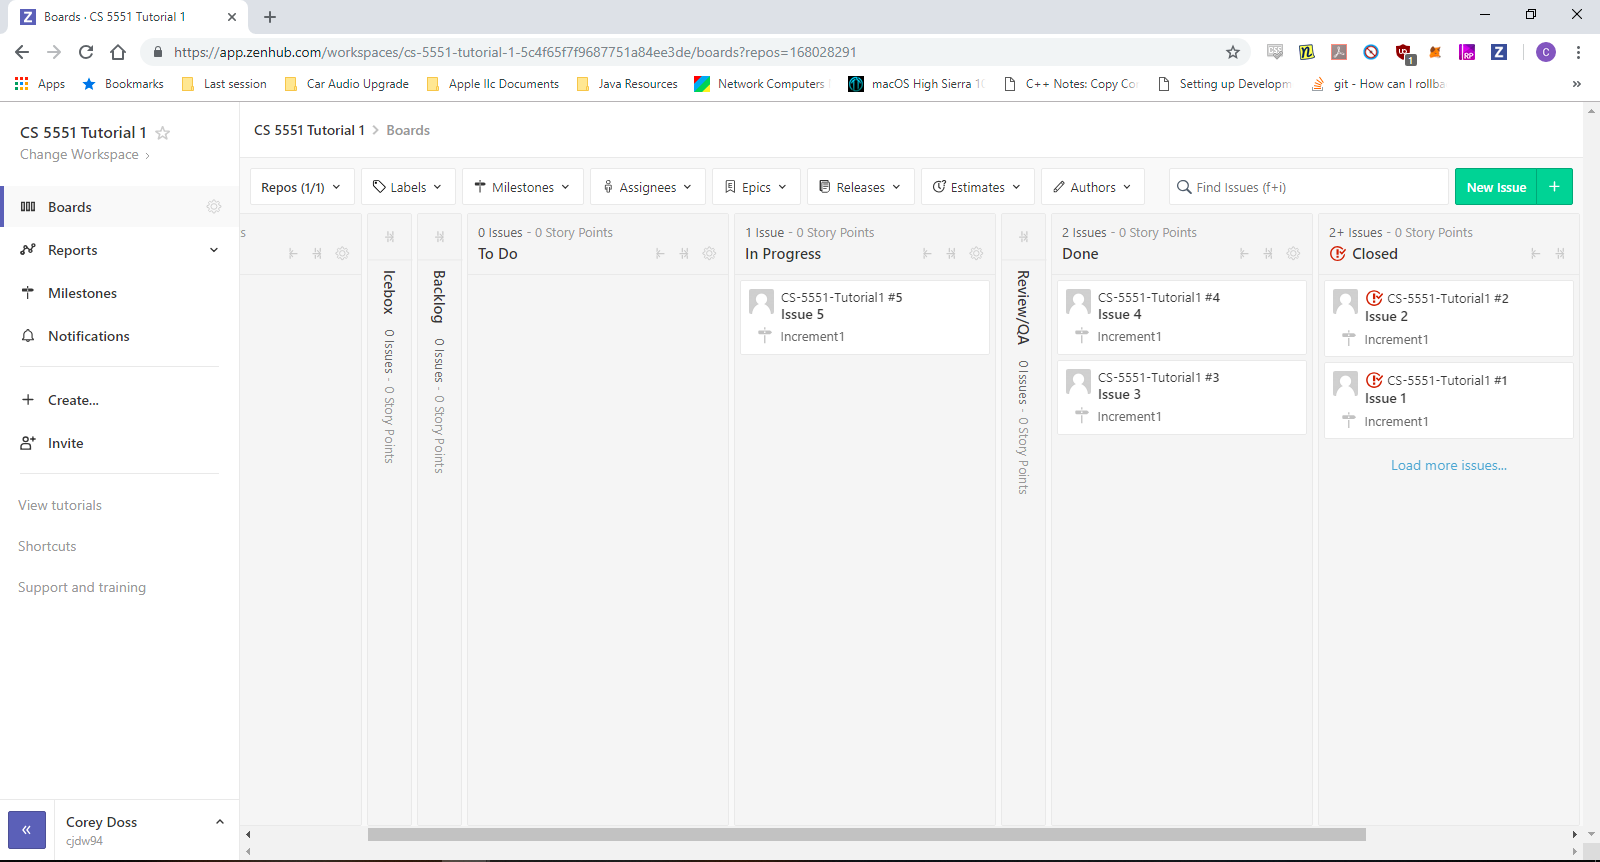 Boards · CS 5551 Tutorial 1
https://app.zenhub.com/workspaces/cs-5551-tutorial-1-5c4f65f7f9687751a84ee3de/boards?repos=168028291
Apps
Bookmarks
Last session
Car Audio Upgrade
Apple IIc Documents
Java Resources
Network Computers
macOS High Sierra 10
C++ Notes: Copy Co
Setting up Developm
git - How can I rollba
CS 5551 Tutorial 1
Change Workspace
Boards
Reports
Milestones
Notifications
Create...
Invite
View tutorials
Shortcuts
Support and training
Corey Doss
cjdw94
CS 5551 Tutorial 1 > Boards
Repos (1/1)
Labels
Milestones
Assignees
Epics
Releases
Estimates
Authors
Find Issues (f+i)
New Issue
s
Icebox 0 Issues - 0 Story Points
Backlog 0 Issues - 0 Story Points
0 Issues - 0 Story Points
To Do
1 Issue - 0 Story Points
In Progress
CS-5551-Tutorial1 #5
Issue 5
Increment1
Review/QA 0 Issues - 0 Story Points
2 Issues - 0 Story Points
Done
CS-5551-Tutorial1 #4
Issue 4
Increment1
CS-5551-Tutorial1 #3
Issue 3
Increment1
2+ Issues - 0 Story Points
Closed
CS-5551-Tutorial1 #2
Issue 2
Increment1
CS-5551-Tutorial1 #1
Issue 1
Increment1
Load more issues...